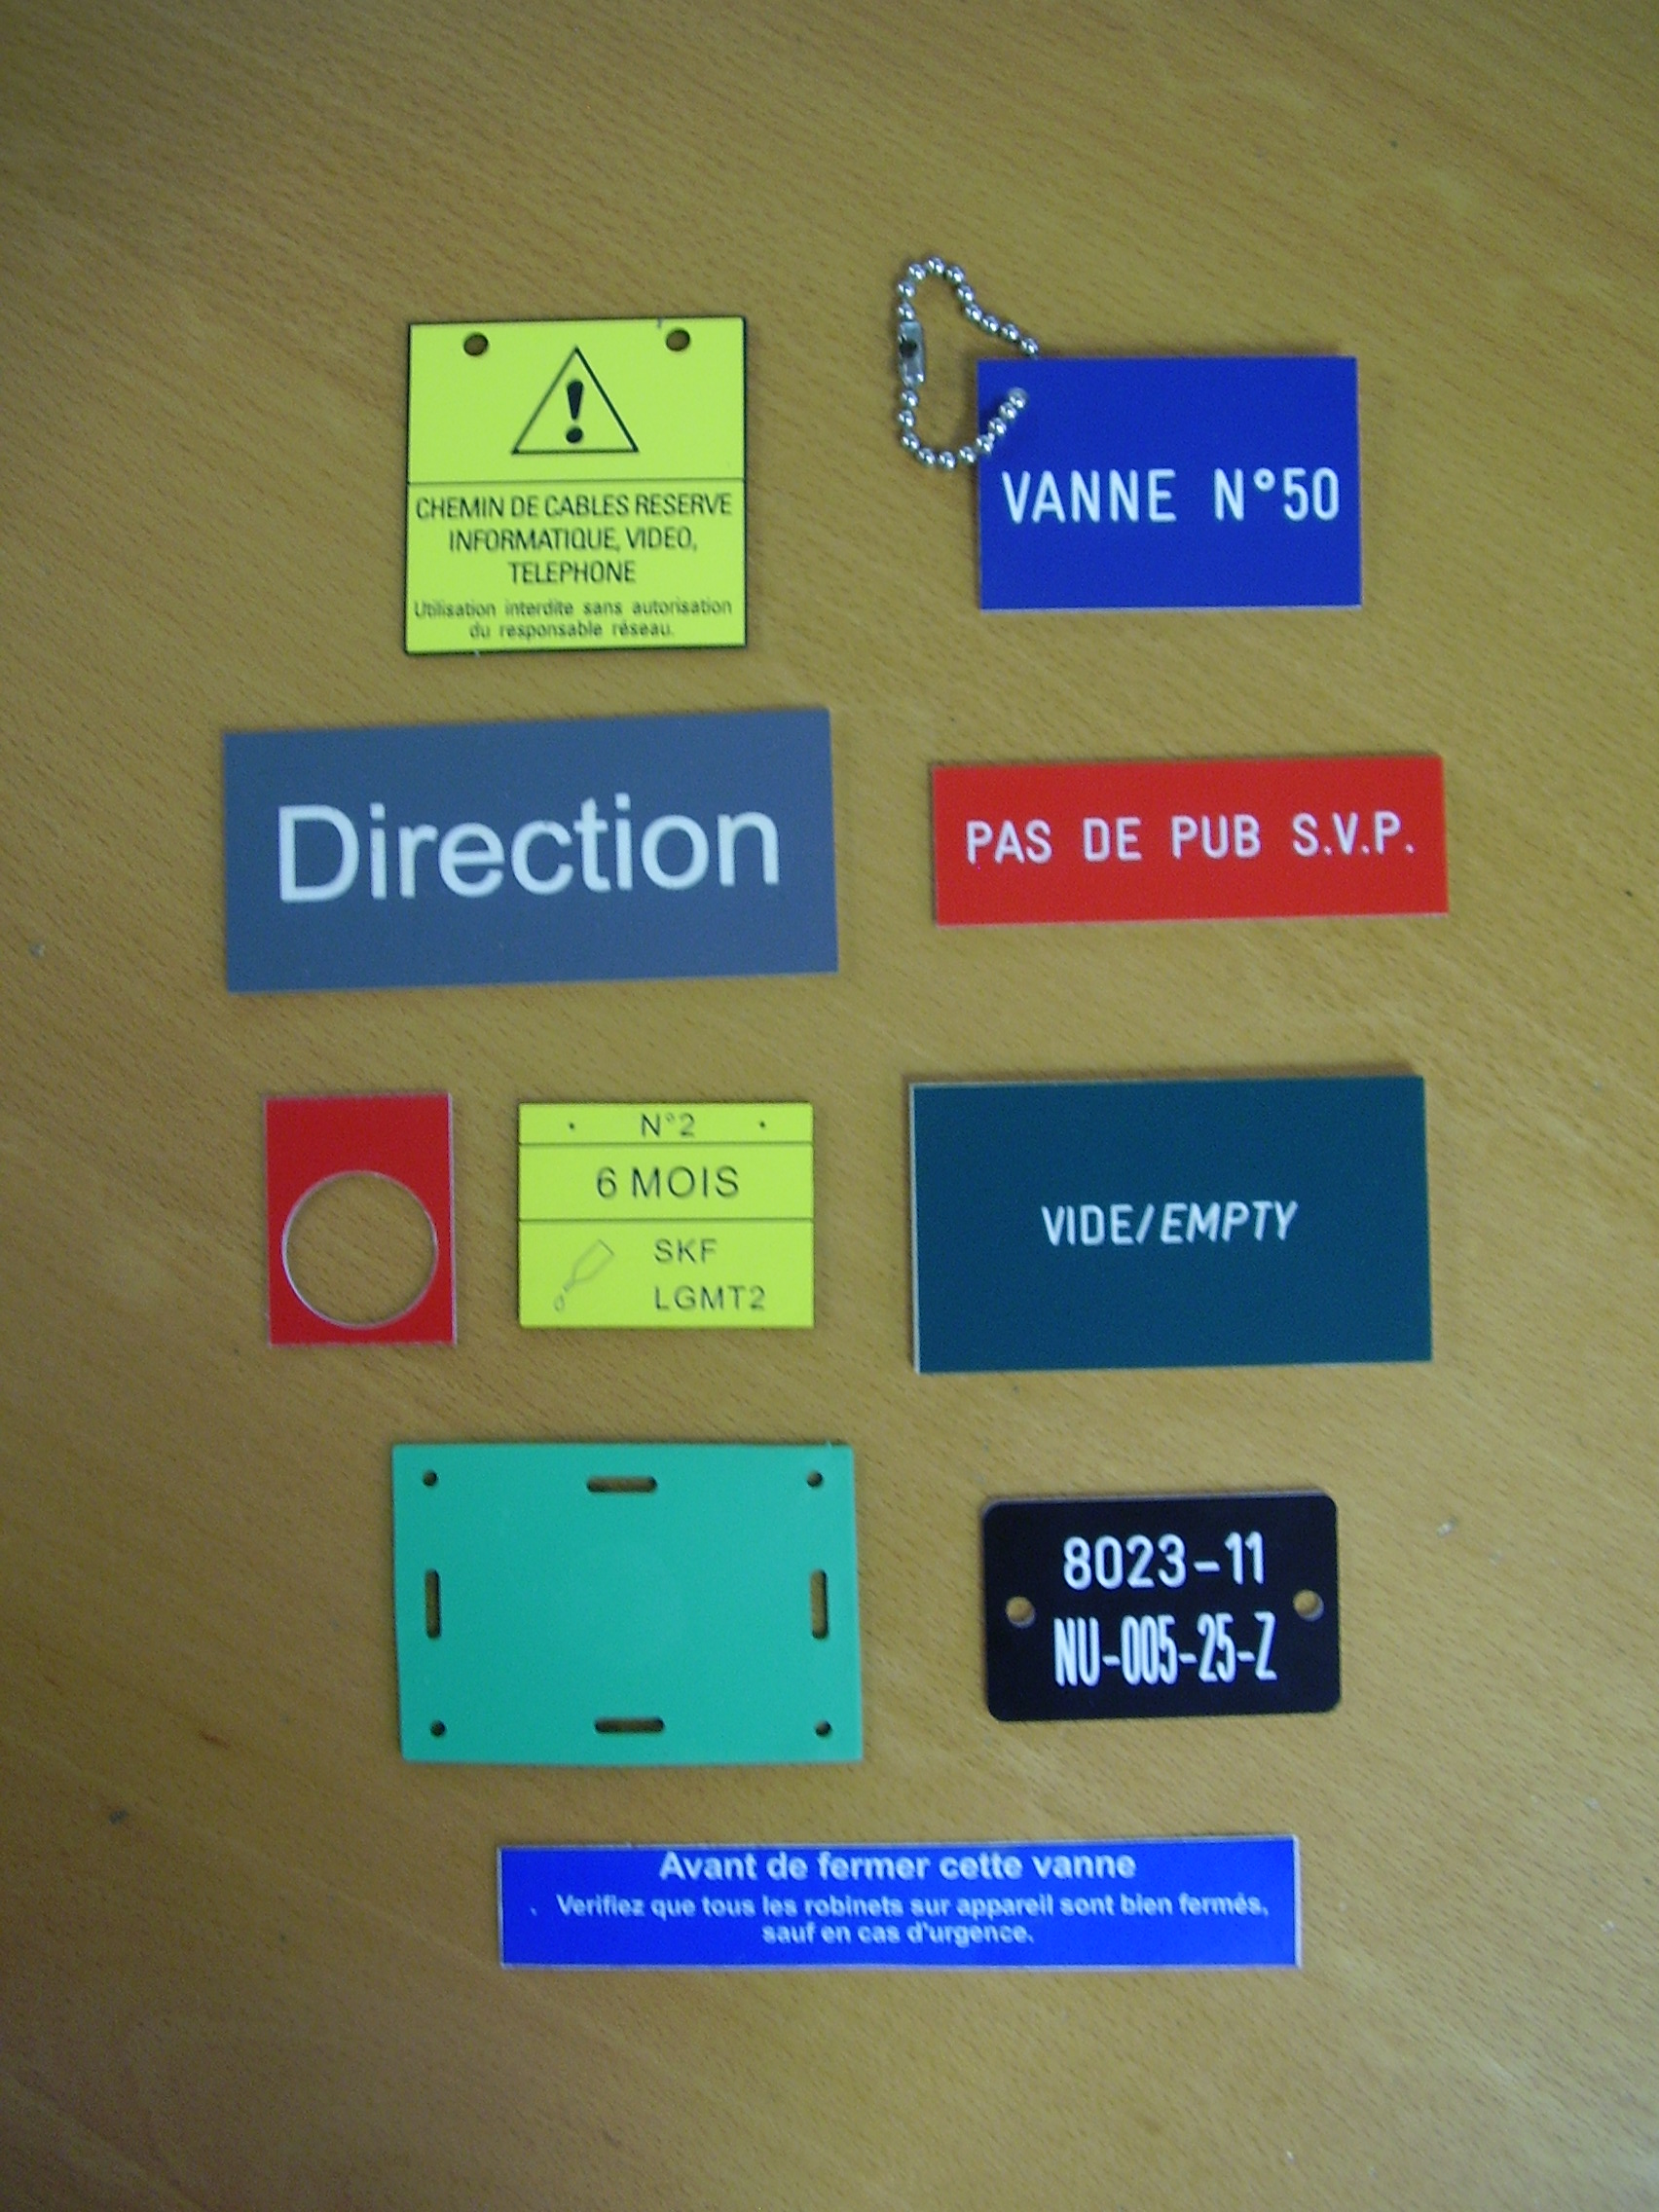 CHEMIN DE CABLES RESERVE
INFORMATIQUE, VIDEO,
TELEPHONE
Utilisation interdite sans autorisation
du responsable réseau.
VANNE N°50
Direction
PAS DE PUB S.V.P.
N°2
6 MOIS
SKF
LGMT2
VIDE/EMPTY
8023-11
NU-005-25-Z
Avant de fermer cette vanne
Verifiez que tous les robinets sur appareil sont bien fermés,
sauf en cas d'urgence.